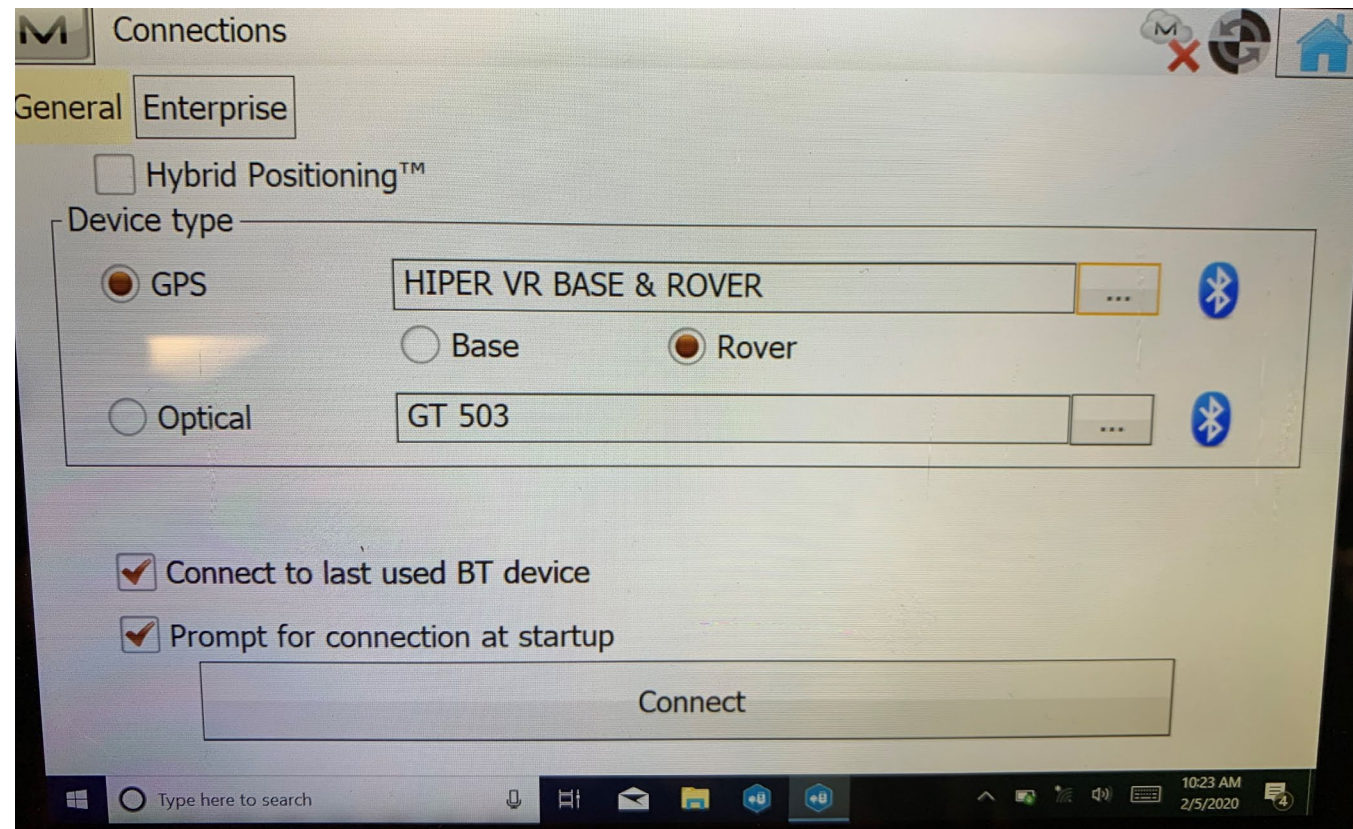 M Connections M
General Enterprise
Hybrid Positioning™
Device type
GPS HIPER VR BASE & ROVER ...
Base Rover
Optical GT 503 ...
Connect to last used BT device
Prompt for connection at startup
Connect
Type here to search 10:23 AM
2/5/2020 4